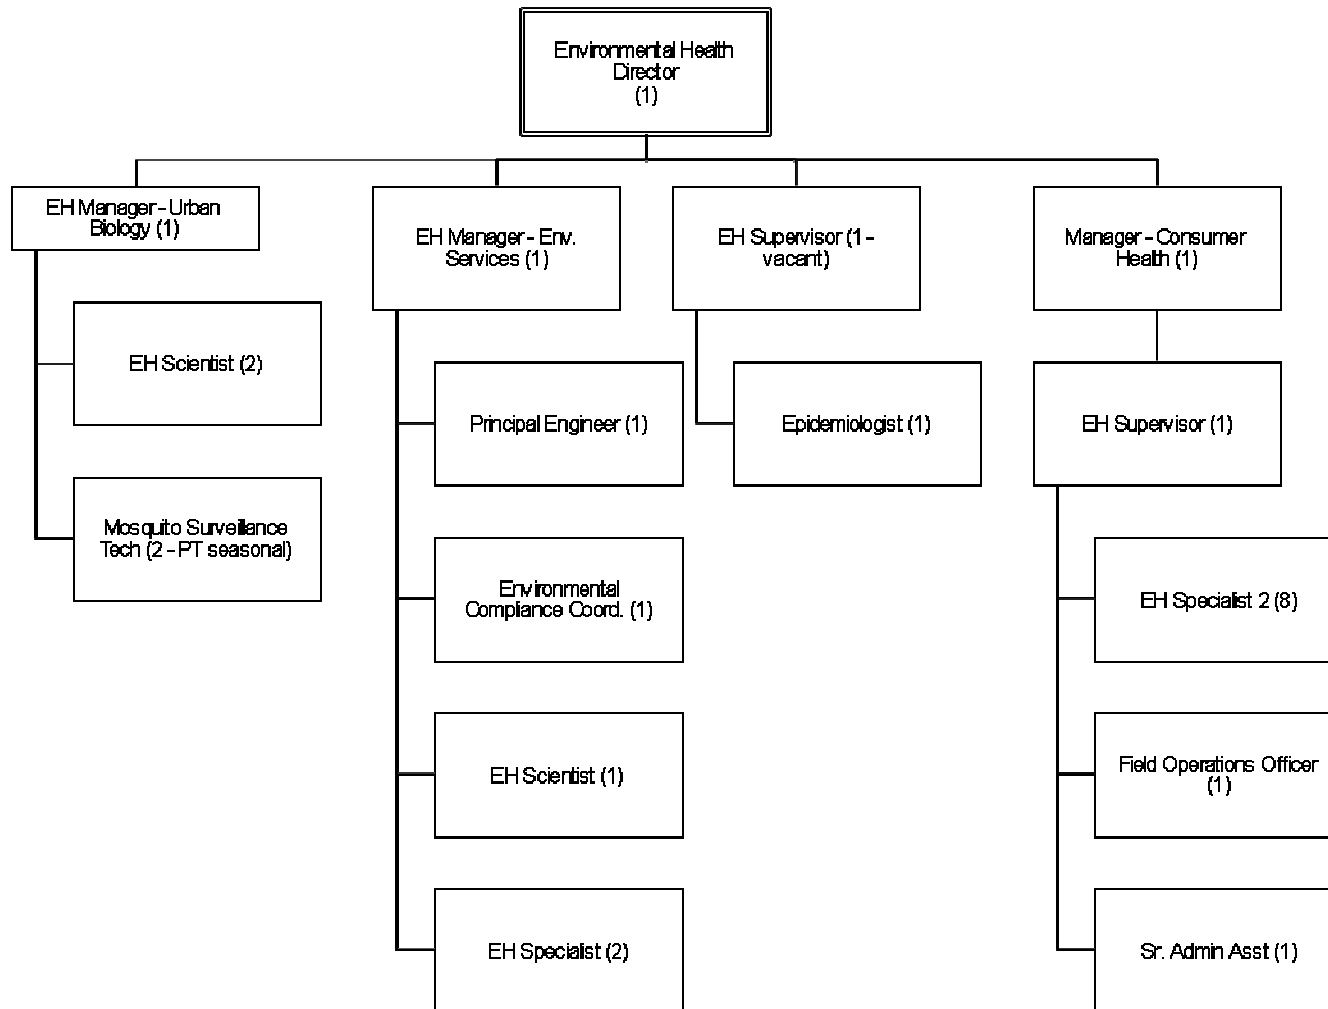 Environmental Health
Director
(1)
EH Manager - Urban
Biology (1)
EH Manager - Env.
Services (1)
EH Supervisor (1 -
vacant)
Manager - Consumer
Health (1)
EH Scientist (2)
Mosquito Surveillance
Tech (2 - PT seasonal)
Principal Engineer (1)
Environmental
Compliance Coord. (1)
EH Scientist (1)
EH Specialist (2)
Epidemiologist (1)
EH Supervisor (1)
EH Specialist 2 (8)
Field Operations Officer
(1)
Sr. Admin Asst (1)